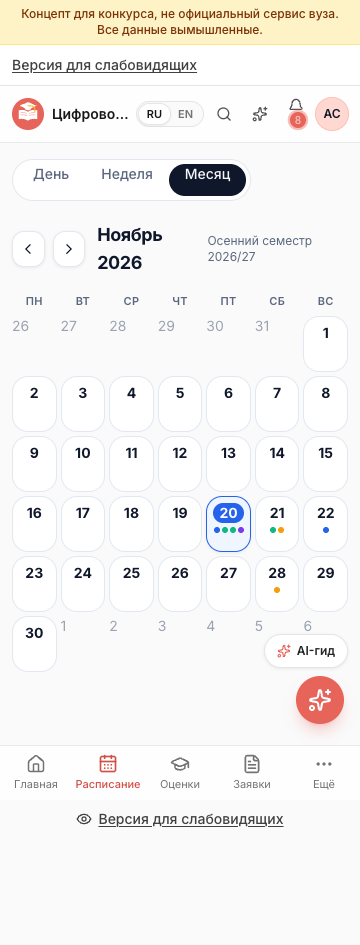 Концепт для конкурса, не официальный сервис вуза.
Все данные вымышленные.
Версия для слабовидящих
Цифрово… RU EN 8 АС
День Неделя Месяц
Ноябрь
2026
Осенний семестр
2026/27
ПН ВТ СР ЧТ ПТ СБ ВС
26 27 28 29 30 31 1
2 3 4 5 6 7 8
9 10 11 12 13 14 15
16 17 18 19 20 21 22
23 24 25 26 27 28 29
30 1 2 3 4 5 6
AI-гид
Главная Расписание Оценки Заявки Ещё
Версия для слабовидящих